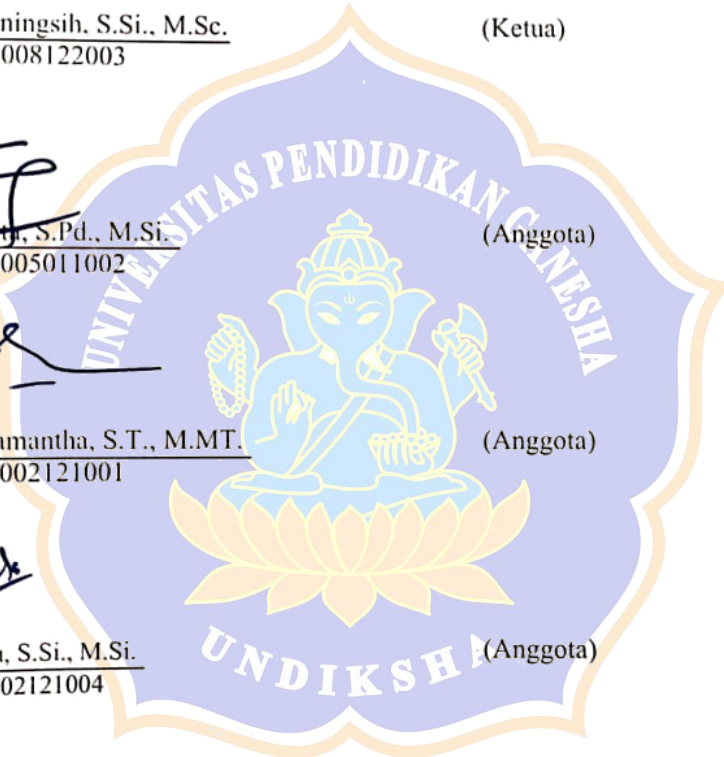 ningsih, S.Si., M.Sc. (Ketua)
008122003
UNIVERSITAS PENDIDIKAN GANESHA
S.Pd., M.Si. (Anggota)
005011002
amantha, S.T., M.MT. (Anggota)
002121001
S.Si., M.Si. (Anggota)
02121004
UNDIKSHA